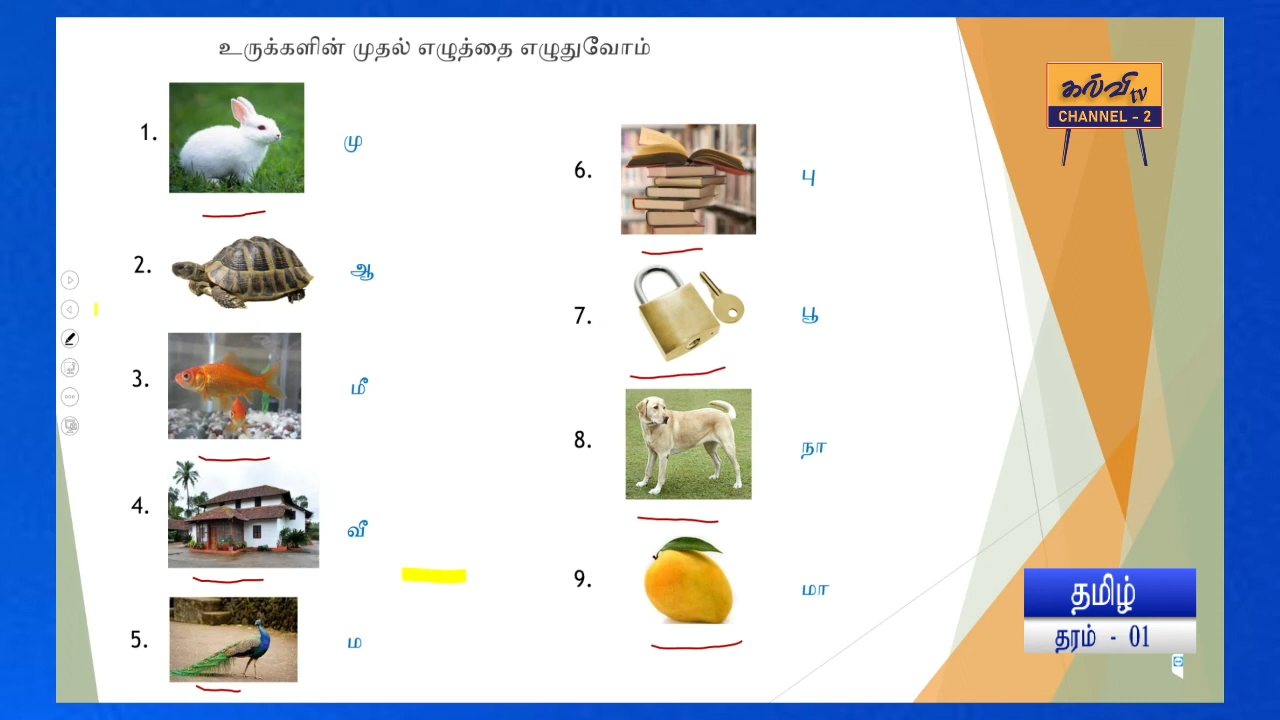 உருக்களின் முதல் எழுத்தை எழுதுவோம்
கல்வி tv
CHANNEL - 2
1. மு
2. ஆ
3. மீ
4. வீ
5. ம
6. பு
7. பூ
8. நா
9. மா
தமிழ்
தரம் - 01